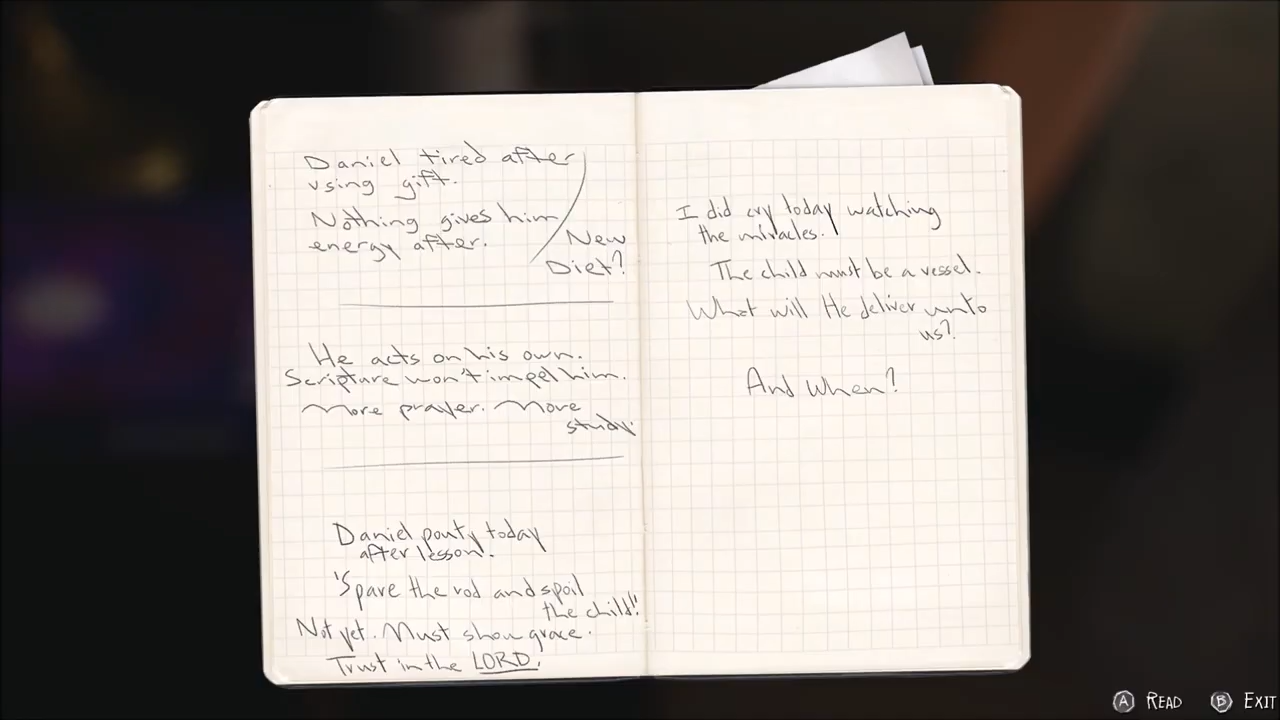 Daniel tired after
using gift.
Nothing gives him
energy after.
New
Diet?
He acts on his own.
Scripture won't impel him.
More prayer. More
study.
Daniel pouty today
after lesson.
'Spare the rod and spoil
the child!'
Not yet. Must show grace.
Trust in the LORD.
I did cry today watching
the miracles.
The child must be a vessel.
What will He deliver unto
us?
And when?
A READ B EXIT